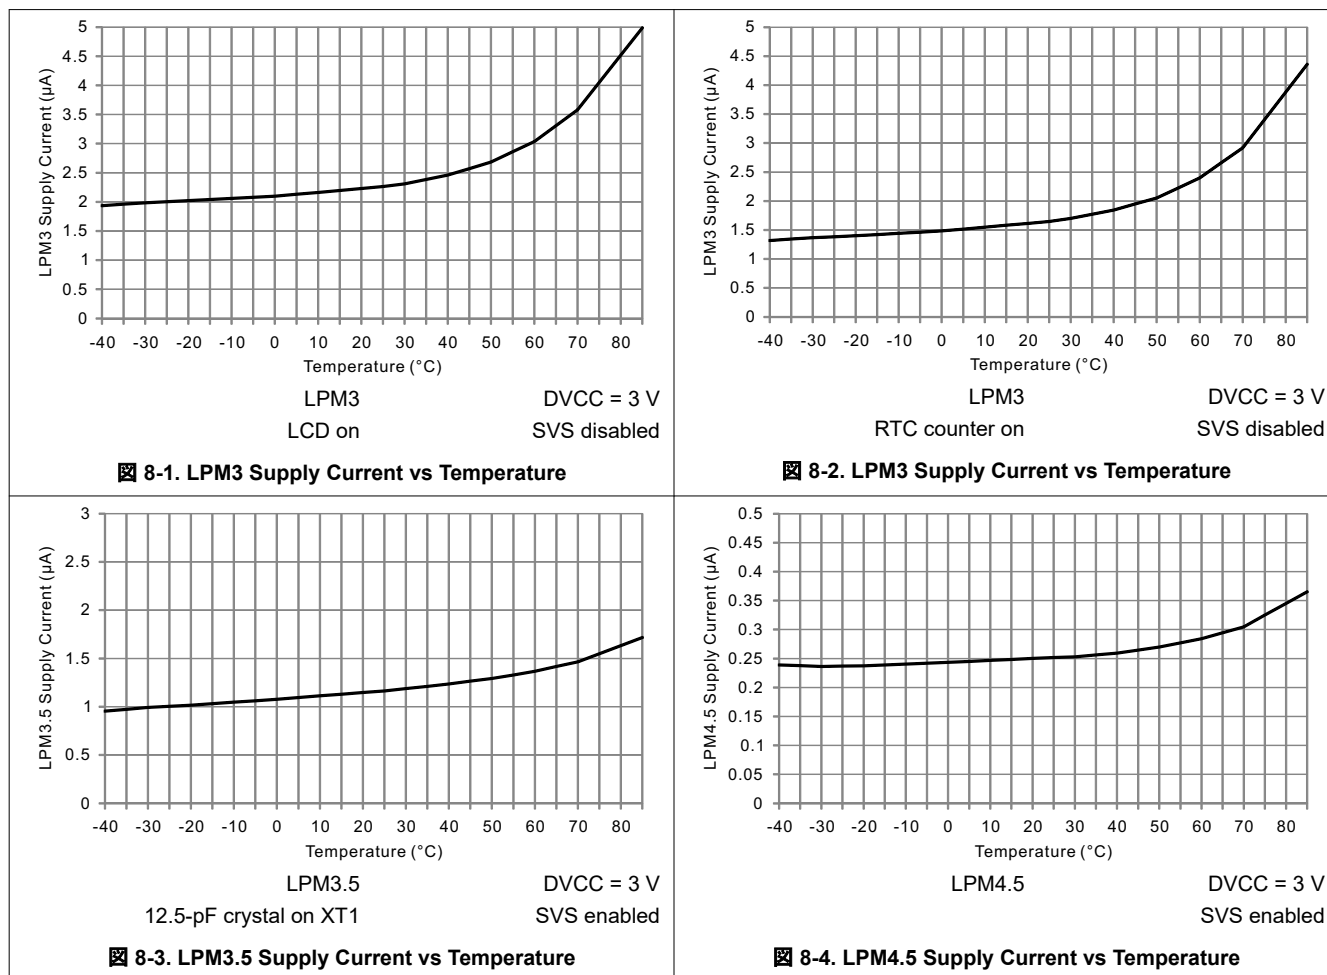 5
4.5
4
3.5
3
2.5
2
1.5
1
0.5
0
LPM3 Supply Current (µA)
-40 -30 -20 -10 0 10 20 30 40 50 60 70 80
Temperature (°C)
LPM3 DVCC = 3 V
LCD on SVS disabled
図 8-1. LPM3 Supply Current vs Temperature
5
4.5
4
3.5
3
2.5
2
1.5
1
0.5
0
LPM3 Supply Current (µA)
-40 -30 -20 -10 0 10 20 30 40 50 60 70 80
Temperature (°C)
LPM3 DVCC = 3 V
RTC counter on SVS disabled
図 8-2. LPM3 Supply Current vs Temperature
3
2.5
2
1.5
1
0.5
0
LPM3.5 Supply Current (µA)
-40 -30 -20 -10 0 10 20 30 40 50 60 70 80
Temperature (°C)
LPM3.5 DVCC = 3 V
12.5-pF crystal on XT1 SVS enabled
図 8-3. LPM3.5 Supply Current vs Temperature
0.5
0.45
0.4
0.35
0.3
0.25
0.2
0.15
0.1
0.05
0
LPM4.5 Supply Current (µA)
-40 -30 -20 -10 0 10 20 30 40 50 60 70 80
Temperature (°C)
LPM4.5 DVCC = 3 V
SVS enabled
図 8-4. LPM4.5 Supply Current vs Temperature